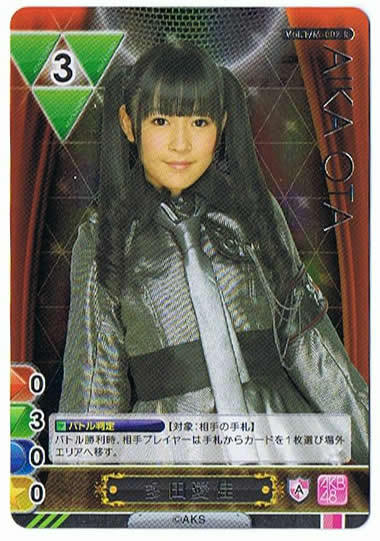 Vol.1/M-002 R
3
AIKA OTA
0
3
0
0
バトル判定 【対象:相手の手札】
バトル勝利時、相手プレイヤーは手札からカードを1枚選び場外
エリアへ移す。
多田愛佳
A
AKB
48
©AKS